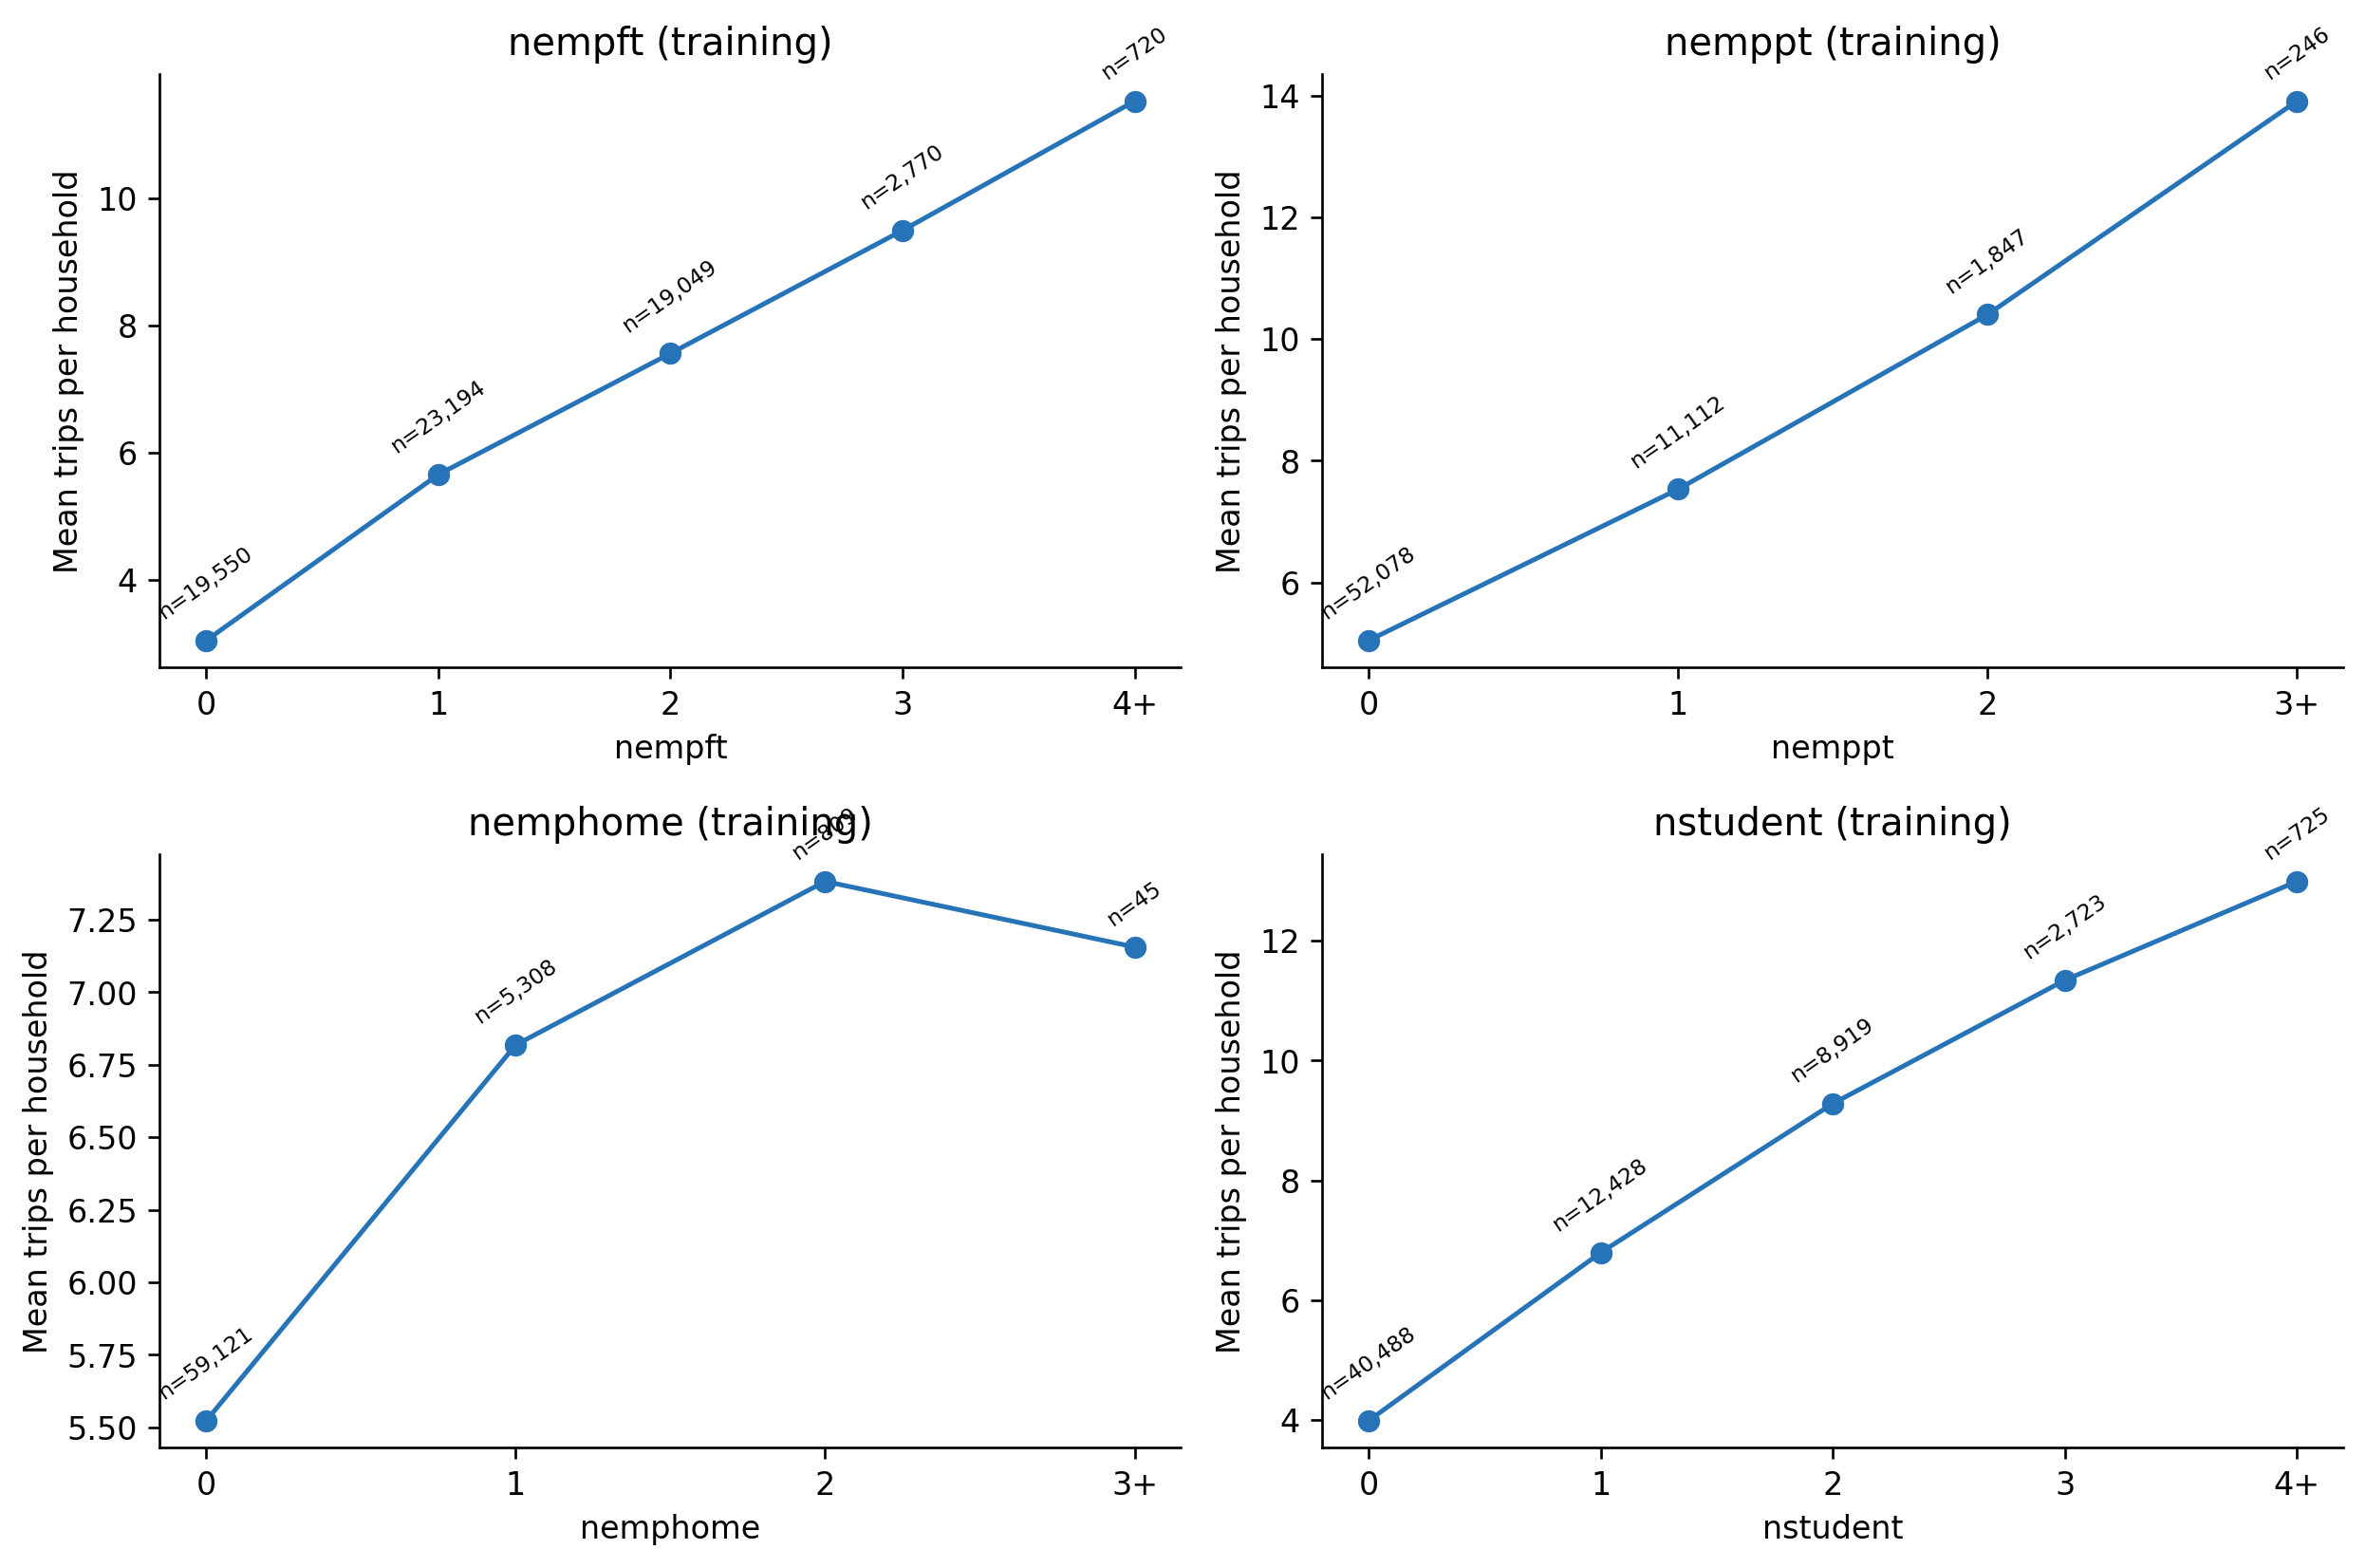 nempft (training)
n=720
n=2,770
n=19,049
n=23,194
n=19,550
Mean trips per household
10
8
6
4
0 1 2 3 4+
nempft
nemppt (training)
n=246
n=1,847
n=11,112
n=52,078
Mean trips per household
14
12
10
8
6
0 1 2 3+
nemppt
nemphome (training)
n=809
n=45
n=5,308
n=59,121
Mean trips per household
7.25
7.00
6.75
6.50
6.25
6.00
5.75
5.50
0 1 2 3+
nemphome
nstudent (training)
n=725
n=2,723
n=8,919
n=12,428
n=40,488
Mean trips per household
12
10
8
6
4
0 1 2 3 4+
nstudent